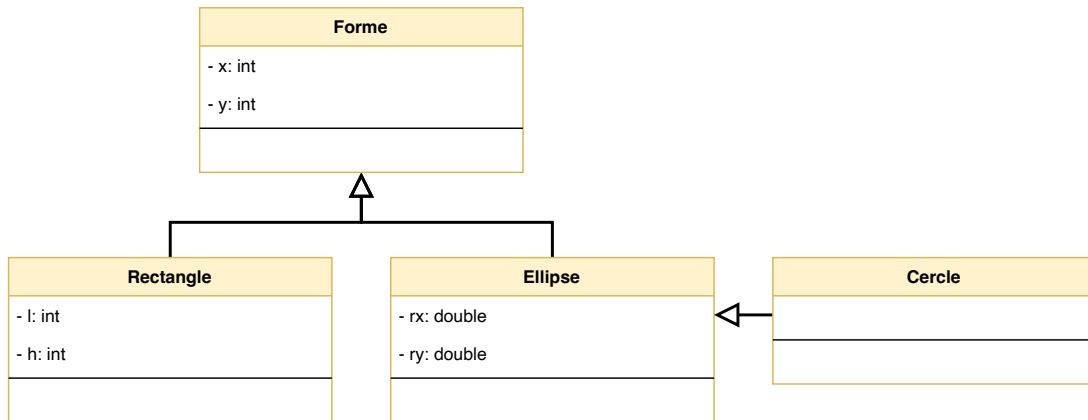 Forme
- x: int
- y: int
Rectangle
- l: int
- h: int
Ellipse
- rx: double
- ry: double
Cercle